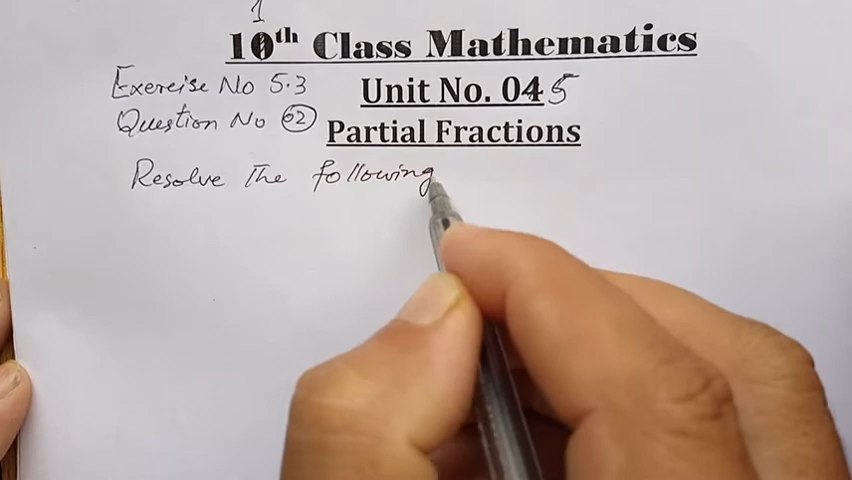 1
10th Class Mathematics
Exercise No 5.3
Unit No. 04 5
Question No 02
Partial Fractions
Resolve The following